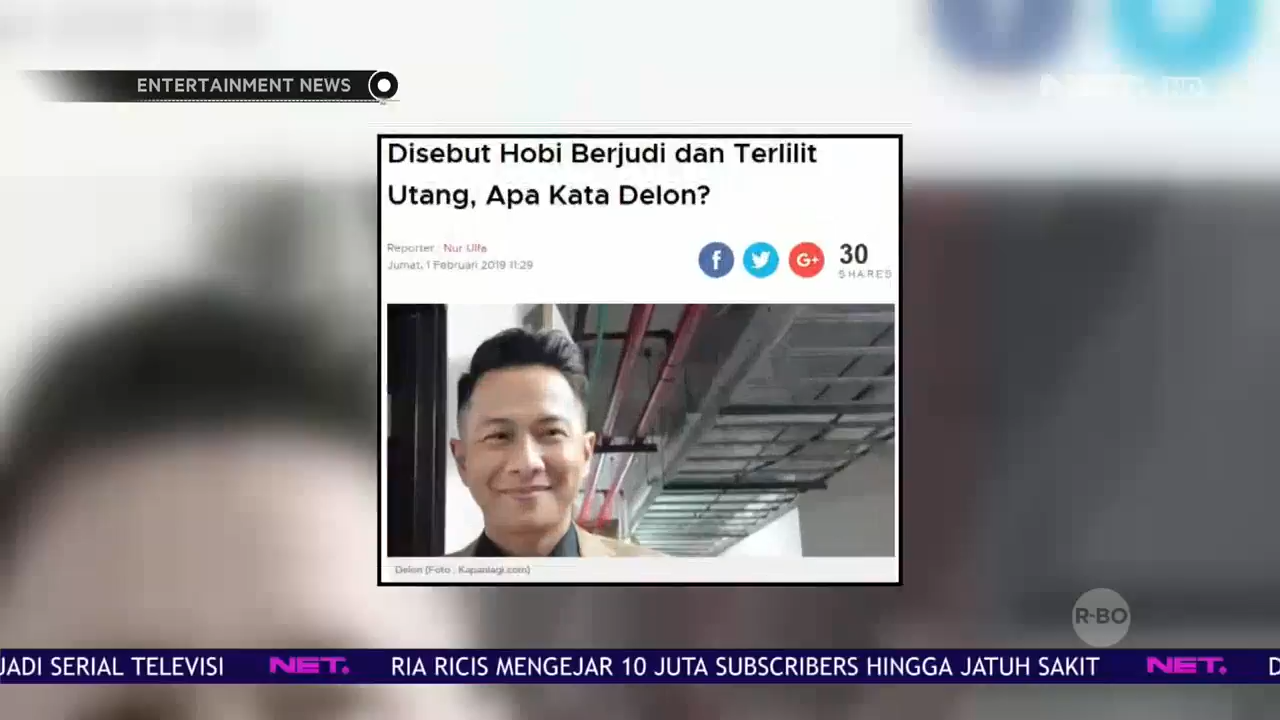 ENTERTAINMENT NEWS
NET. HD
Disebut Hobi Berjudi dan Terlilit
Utang, Apa Kata Delon?
Reporter : Nur Ulfa
Jumat, 1 Februari 2019 11:29
f
G+
30
SHARES
Delon (Foto : Kapanlagi.com)
R-BO
JADI SERIAL TELEVISI NET. RIA RICIS MENGEJAR 10 JUTA SUBSCRIBERS HINGGA JATUH SAKIT NET. D